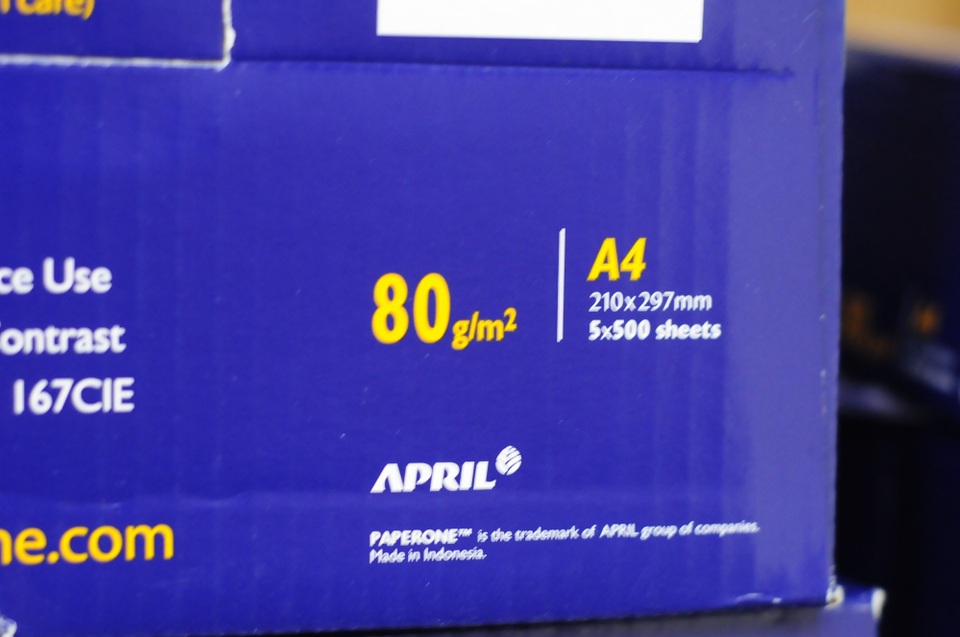 ce Use
ontrast
167CIE
80 g/m²
A4
210x297mm
5x500 sheets
APRIL
ne.com
PAPERONE™ is the trademark of APRIL group of companies.
Made in Indonesia.